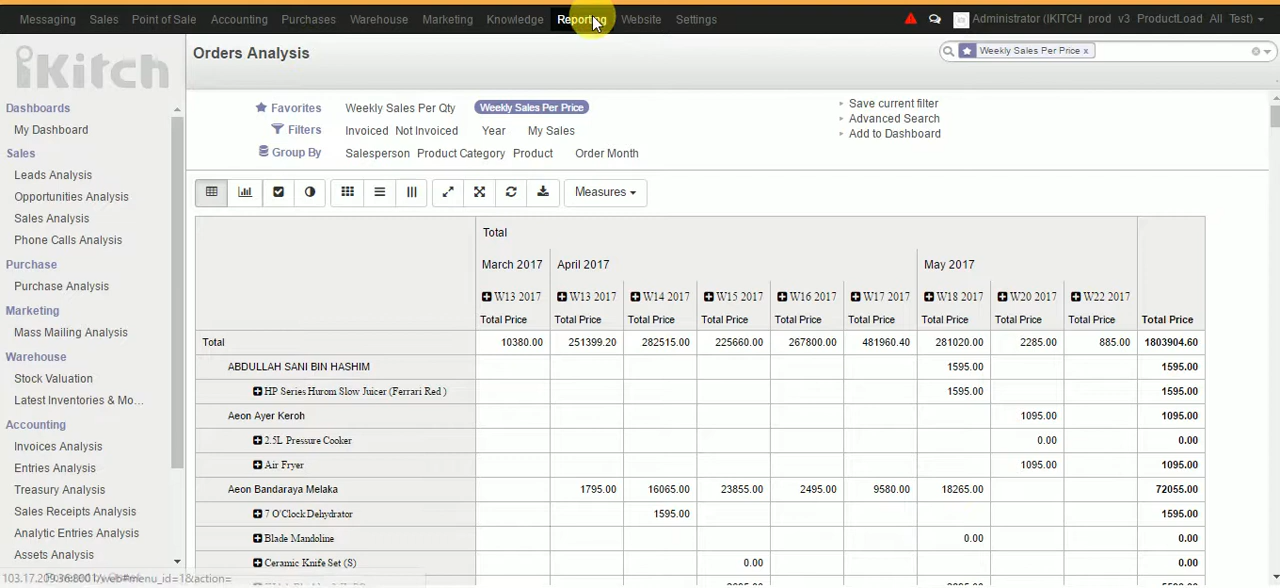 Messaging Sales Point of Sale Accounting Purchases Warehouse Marketing Knowledge Reporting Website Settings Administrator (IKITCH prod v3 ProductLoad All Test)
iKitch
Orders Analysis
Weekly Sales Per Price x
Dashboards
My Dashboard
Sales
Leads Analysis
Opportunities Analysis
Sales Analysis
Phone Calls Analysis
Purchase
Purchase Analysis
Marketing
Mass Mailing Analysis
Warehouse
Stock Valuation
Latest Inventories & Mo...
Accounting
Invoices Analysis
Entries Analysis
Treasury Analysis
Sales Receipts Analysis
Analytic Entries Analysis
Assets Analysis
Favorites Weekly Sales Per Qty Weekly Sales Per Price
Filters Invoiced Not Invoiced Year My Sales
Group By Salesperson Product Category Product Order Month
Save current filter
Advanced Search
Add to Dashboard
Measures
Total
March 2017 April 2017 May 2017
W13 2017 W13 2017 W14 2017 W15 2017 W16 2017 W17 2017 W18 2017 W20 2017 W22 2017
Total Price Total Price Total Price Total Price Total Price Total Price Total Price Total Price Total Price Total Price
Total 10380.00 251399.20 282515.00 225660.00 267800.00 481960.40 281020.00 2285.00 885.00 1803904.60
ABDULLAH SANI BIN HASHIM 1595.00 1595.00
HP Series Hurom Slow Juicer (Ferrari Red ) 1595.00 1595.00
Aeon Ayer Keroh 1095.00 1095.00
2.5L Pressure Cooker 0.00 0.00
Air Fryer 1095.00 1095.00
Aeon Bandaraya Melaka 1795.00 16065.00 23855.00 2495.00 9580.00 18265.00 72055.00
7 O'Clock Dehydrator 1595.00 1595.00
Blade Mandoline 0.00 0.00
Ceramic Knife Set (S) 0.00 0.00